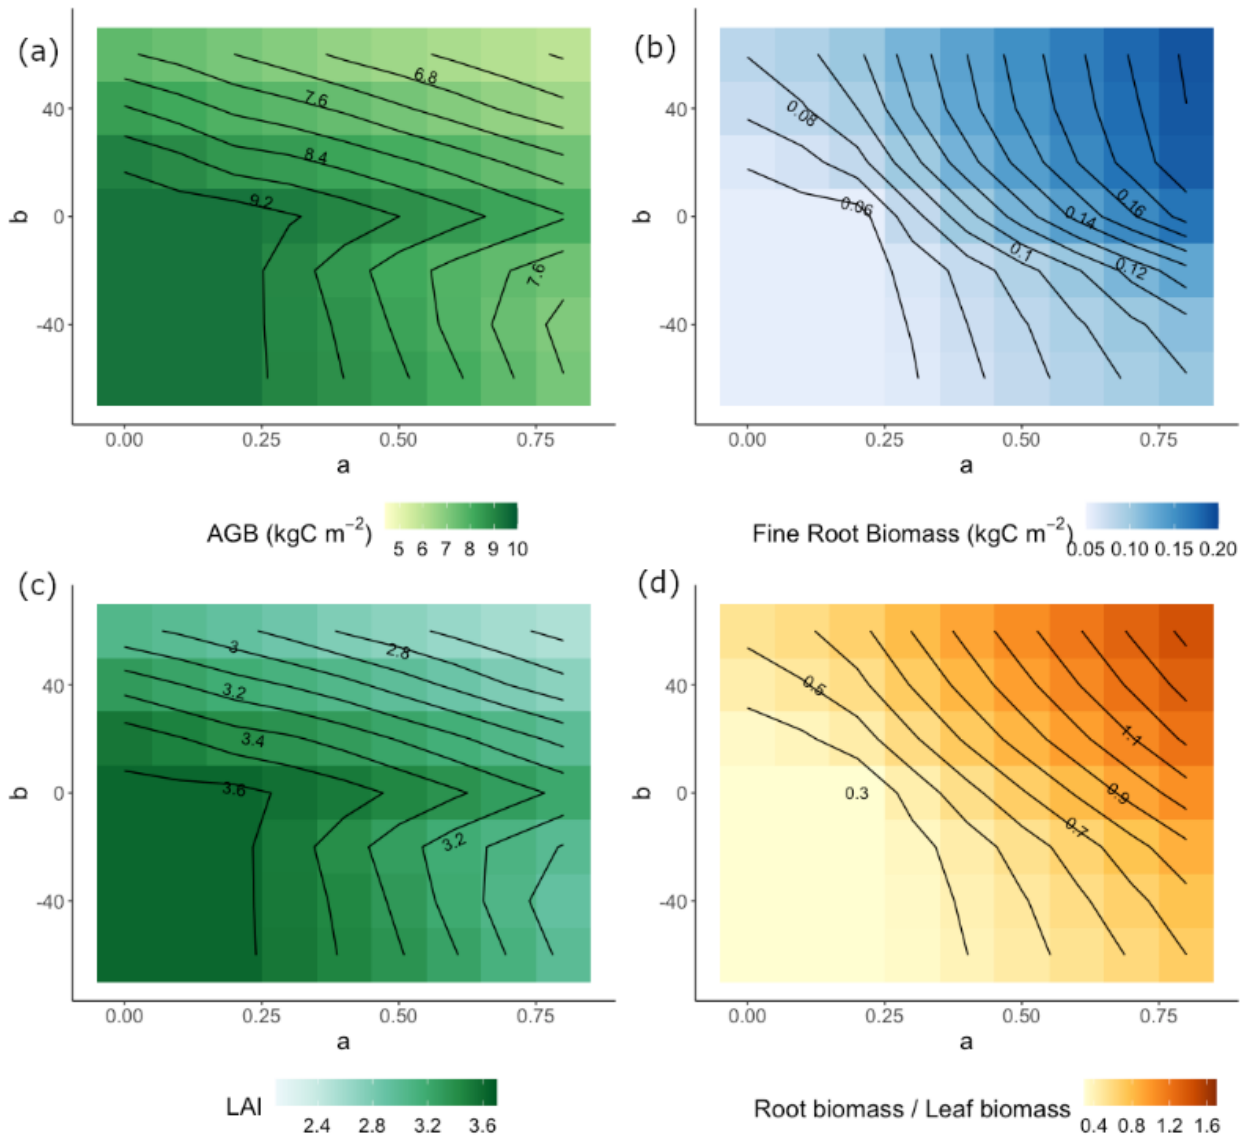 (a)
6.8
7.6
8.4
9.2
7.6
40
0
-40
b
0.00 0.25 0.50 0.75
a
AGB (kgC m⁻²)
5 6 7 8 9 10
(b)
0.08
0.06
0.16
0.14
0.1
0.12
40
0
-40
b
0.00 0.25 0.50 0.75
a
Fine Root Biomass (kgC m⁻²)
0.05 0.10 0.15 0.20
(c)
3
2.8
3.2
3.4
3.6
3.2
40
0
-40
b
0.00 0.25 0.50 0.75
a
LAI
2.4 2.8 3.2 3.6
(d)
0.5
1.1
0.3
0.9
0.7
40
0
-40
b
0.00 0.25 0.50 0.75
a
Root biomass / Leaf biomass
0.4 0.8 1.2 1.6